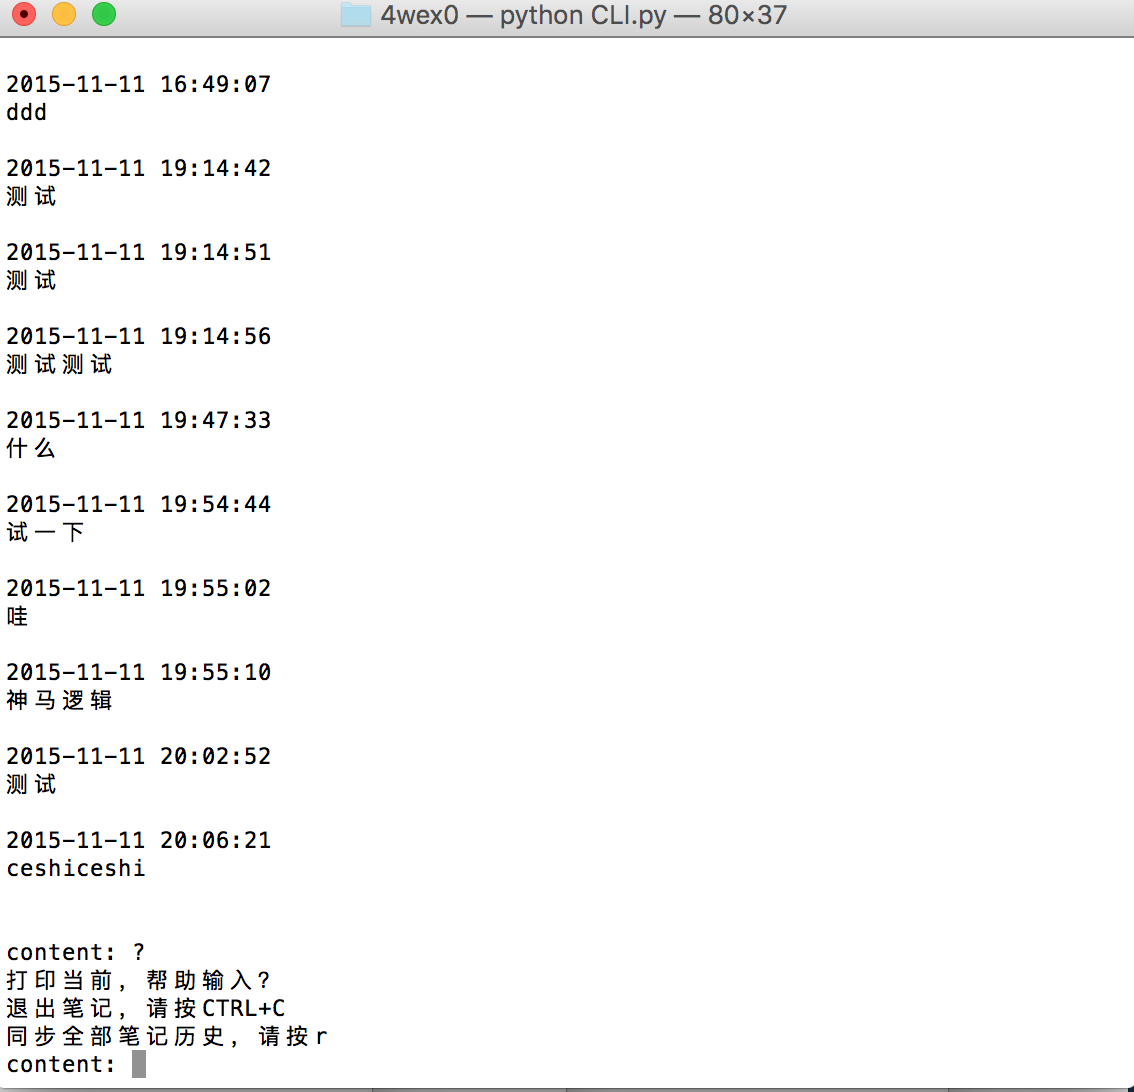 4wex0 — python CLI.py — 80×37
2015-11-11 16:49:07
ddd
2015-11-11 19:14:42
测试
2015-11-11 19:14:51
测试
2015-11-11 19:14:56
测试测试
2015-11-11 19:47:33
什么
2015-11-11 19:54:44
试一下
2015-11-11 19:55:02
哇
2015-11-11 19:55:10
神马逻辑
2015-11-11 20:02:52
测试
2015-11-11 20:06:21
ceshiceshi
content: ?
打印当前，帮助输入？
退出笔记，请按CTRL+C
同步全部笔记历史，请按r
content: